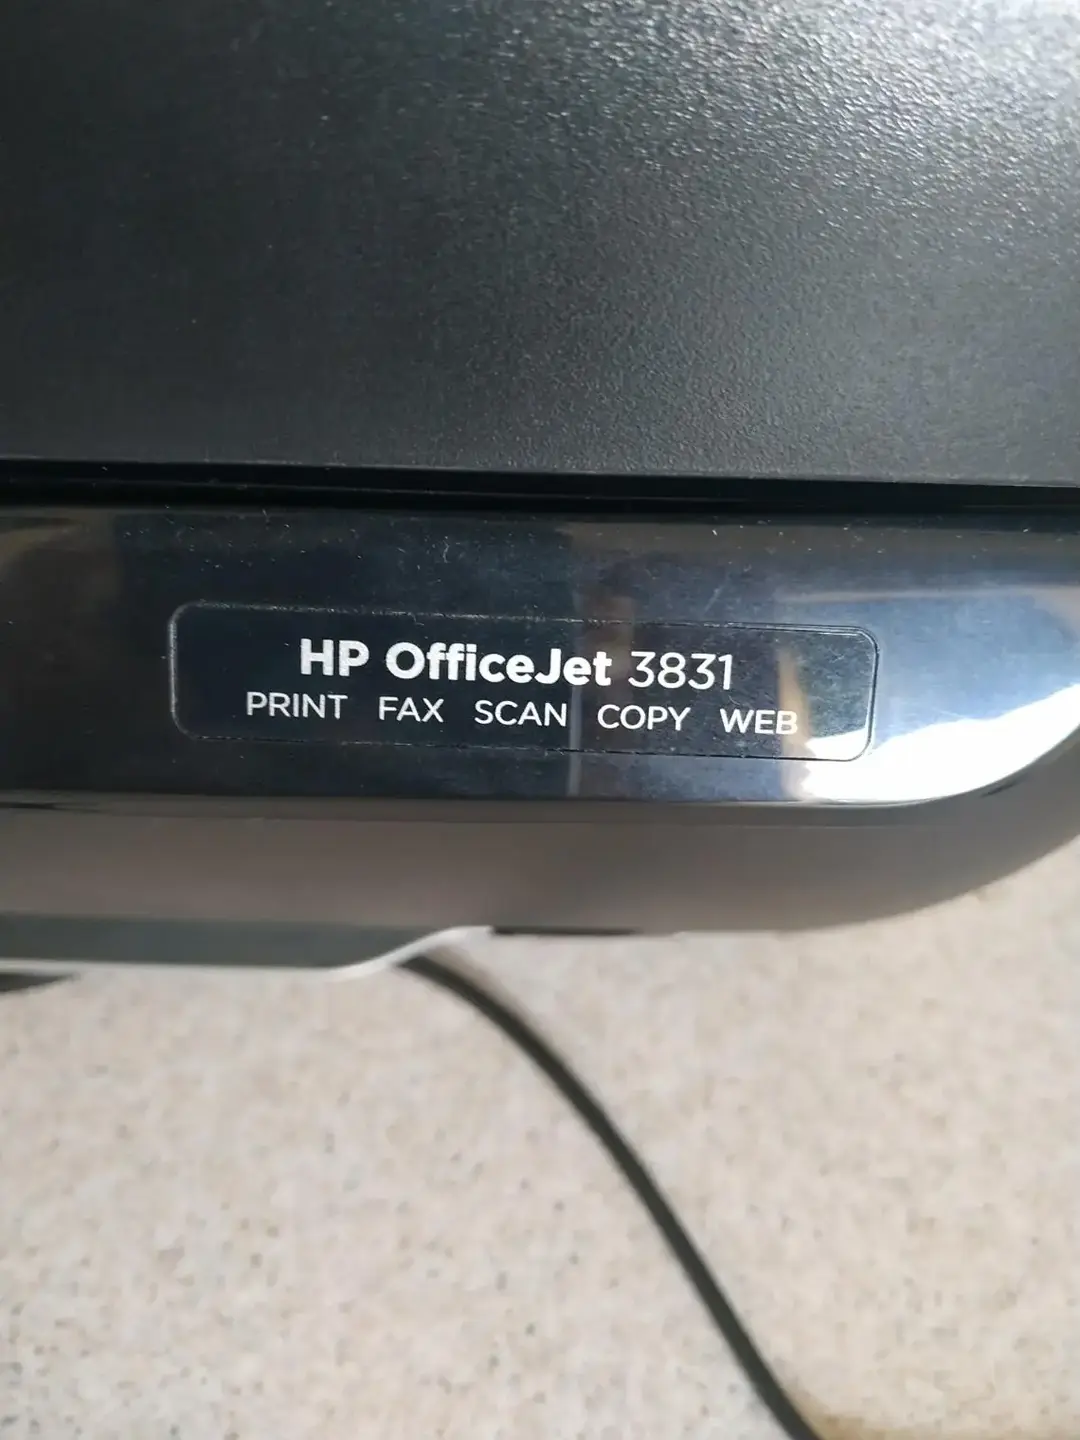 HP OfficeJet 3831
PRINT FAX SCAN COPY WEB